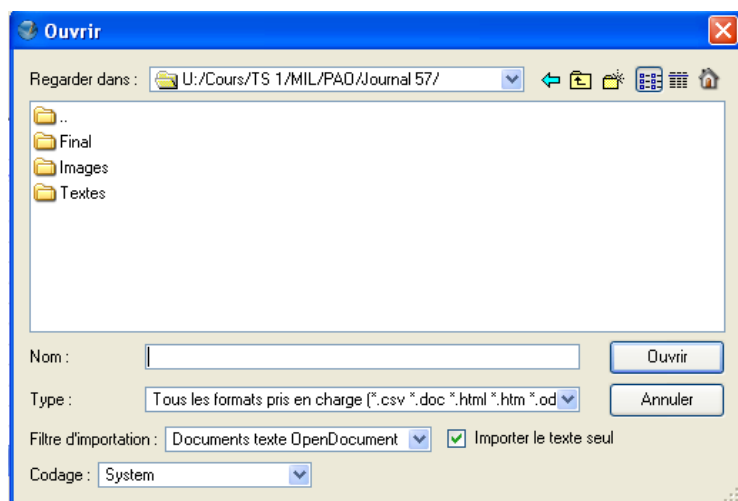 Ouvrir
Regarder dans : U:/Cours/TS 1/MIL/PAO/Journal 57/
..
Final
Images
Textes
Nom : Ouvrir
Type : Tous les formats pris en charge (*.csv *.doc *.html *.htm *.od Annuler
Filtre d'importation : Documents texte OpenDocument Importer le texte seul
Codage : System